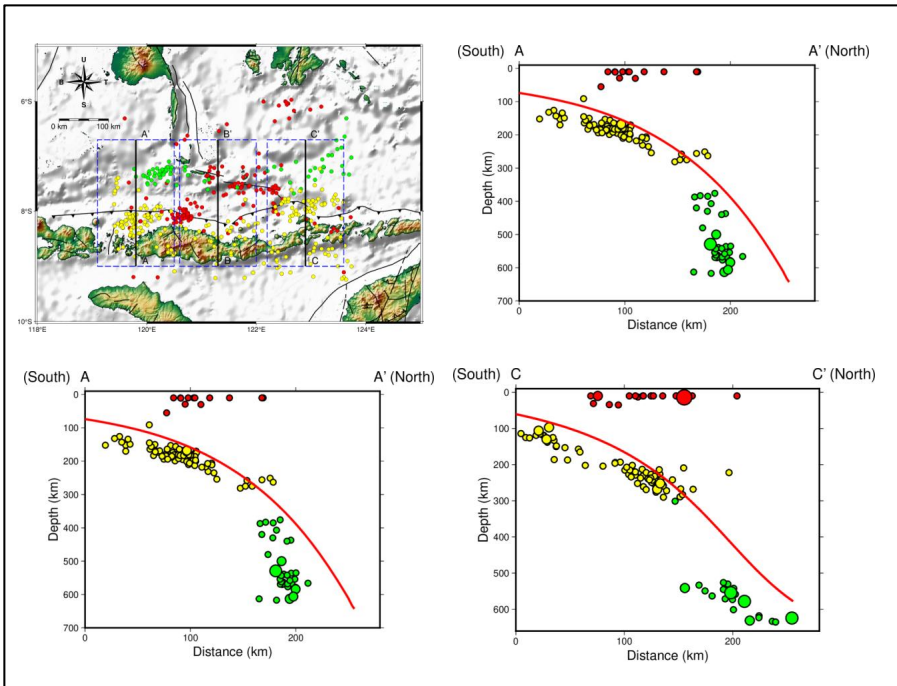 U
B T
S
0 km 100 km
6°S
8°S
10°S
118°E 120°E 122°E 124°E
A' B' C'
A B C
(South) A A' (North)
Depth (km)
0
100
200
300
400
500
600
700
0 100 200
Distance (km)
(South) A A' (North)
Depth (km)
0
100
200
300
400
500
600
700
0 100 200
Distance (km)
(South) C C' (North)
Depth (km)
0
100
200
300
400
500
600
0 100 200
Distance (km)